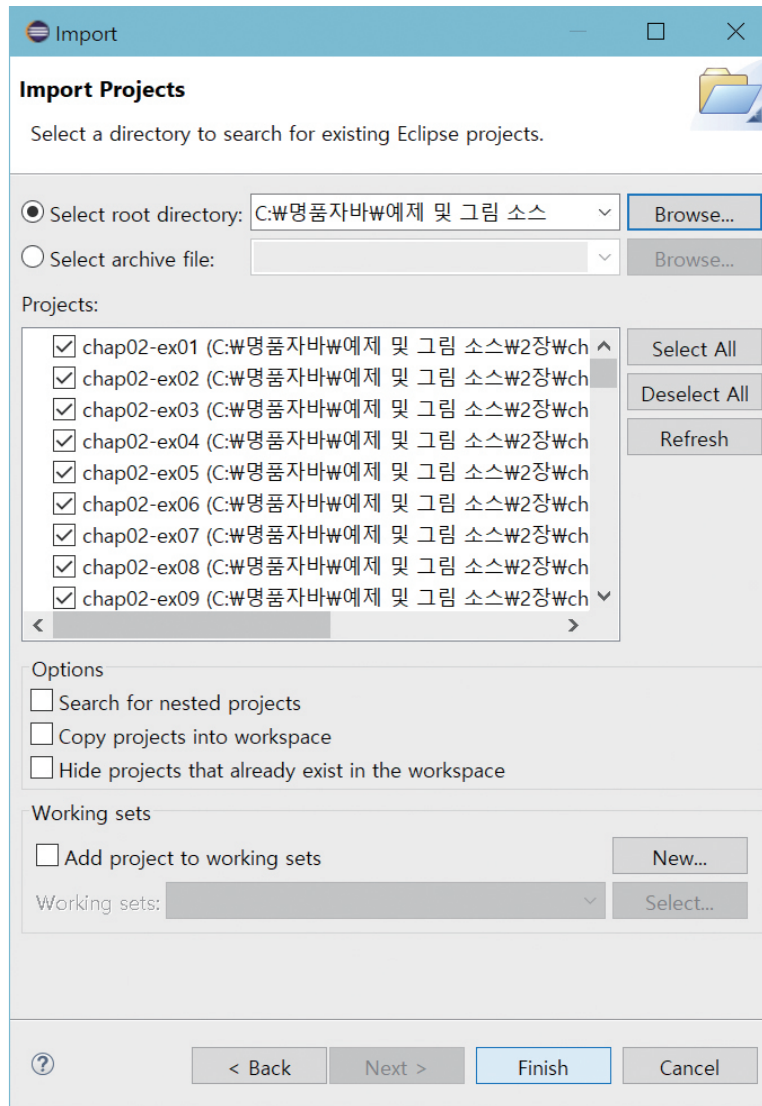 Import
Import Projects
Select a directory to search for existing Eclipse projects.
Select root directory: C:₩명품자바₩예제 및 그림 소스 Browse...
Select archive file: Browse...
Projects:
chap02-ex01 (C:₩명품자바₩예제 및 그림 소스₩2장₩ch Select All
chap02-ex02 (C:₩명품자바₩예제 및 그림 소스₩2장₩ch Deselect All
chap02-ex03 (C:₩명품자바₩예제 및 그림 소스₩2장₩ch
chap02-ex04 (C:₩명품자바₩예제 및 그림 소스₩2장₩ch Refresh
chap02-ex05 (C:₩명품자바₩예제 및 그림 소스₩2장₩ch
chap02-ex06 (C:₩명품자바₩예제 및 그림 소스₩2장₩ch
chap02-ex07 (C:₩명품자바₩예제 및 그림 소스₩2장₩ch
chap02-ex08 (C:₩명품자바₩예제 및 그림 소스₩2장₩ch
chap02-ex09 (C:₩명품자바₩예제 및 그림 소스₩2장₩ch
Options
Search for nested projects
Copy projects into workspace
Hide projects that already exist in the workspace
Working sets
Add project to working sets New...
Working sets: Select...
? < Back Next > Finish Cancel